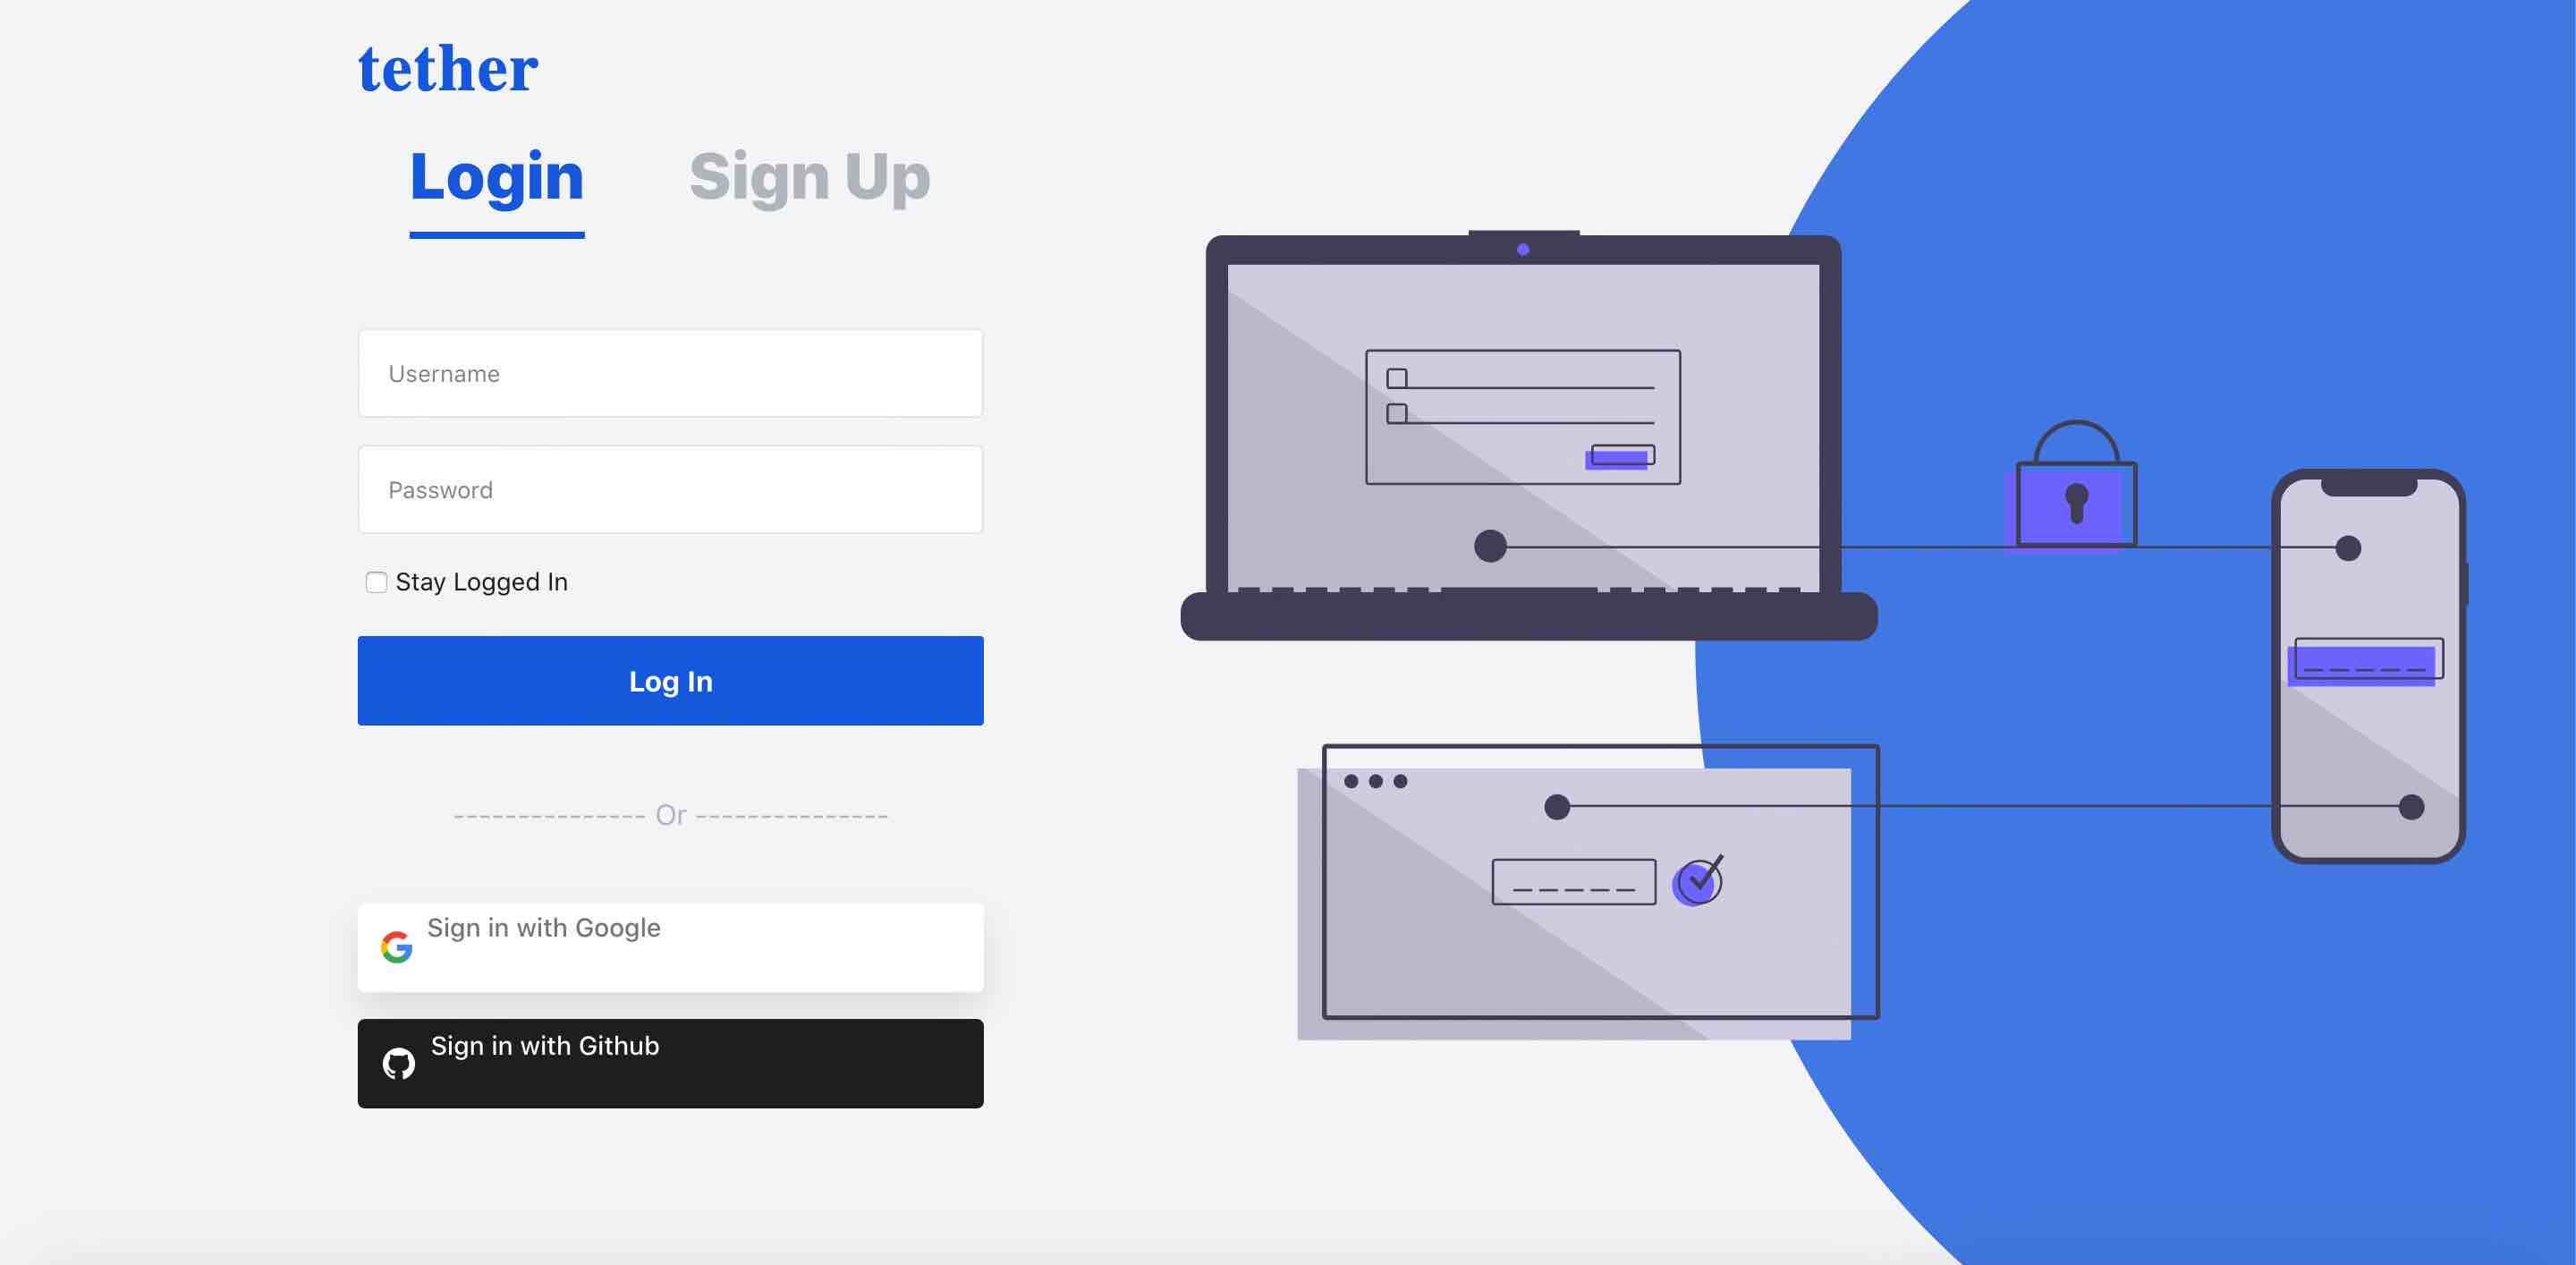 tether
Login Sign Up
Username
Password
Stay Logged In
Log In
--------------- Or ---------------
Sign in with Google
Sign in with Github